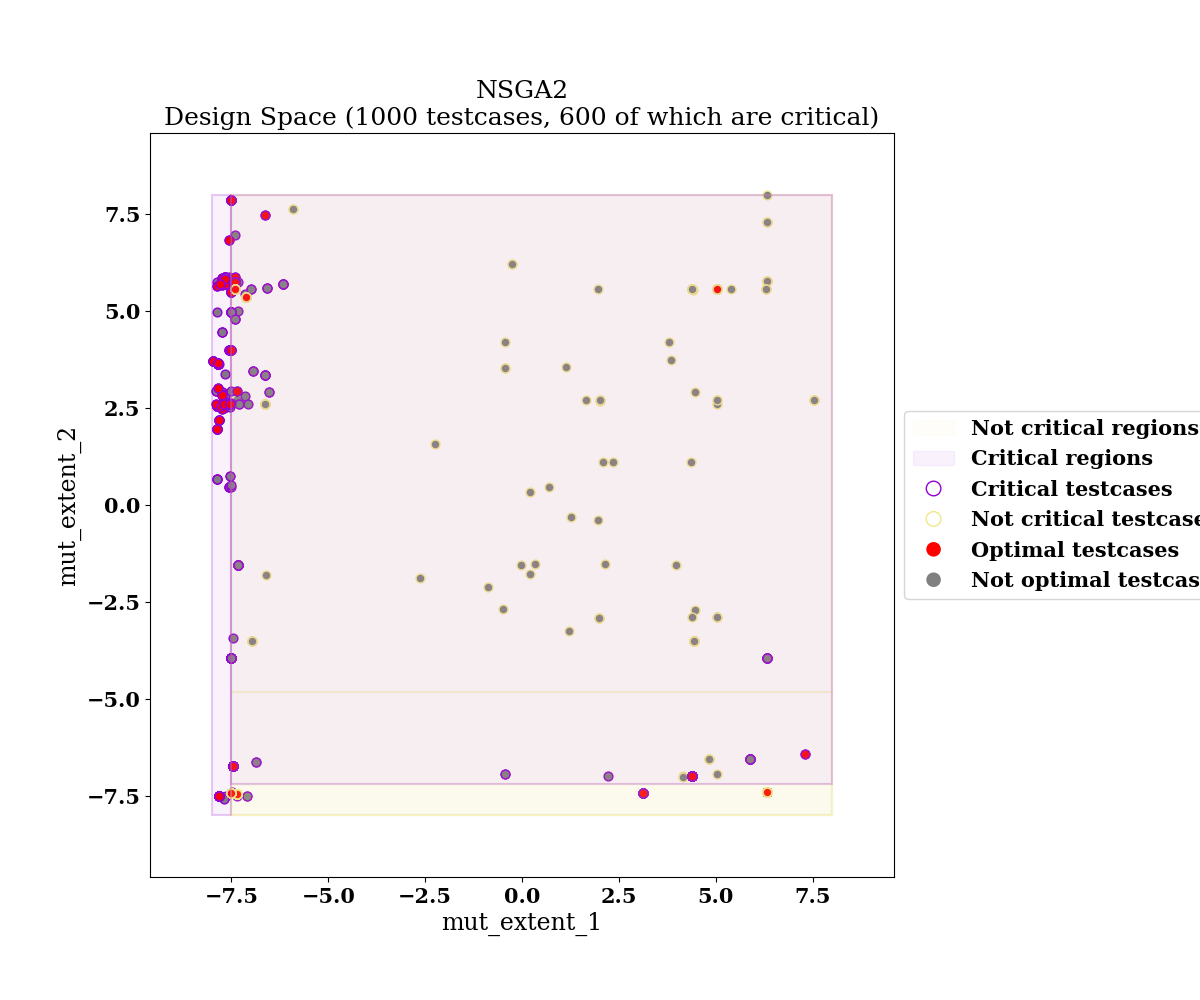 NSGA2
Design Space (1000 testcases, 600 of which are critical)
7.5
5.0
2.5
0.0
−2.5
−5.0
−7.5
mut_extent_2
−7.5
−5.0
−2.5
0.0
2.5
5.0
7.5
mut_extent_1
Not critical regions
Critical regions
Critical testcases
Not critical testcase
Optimal testcases
Not optimal testcas